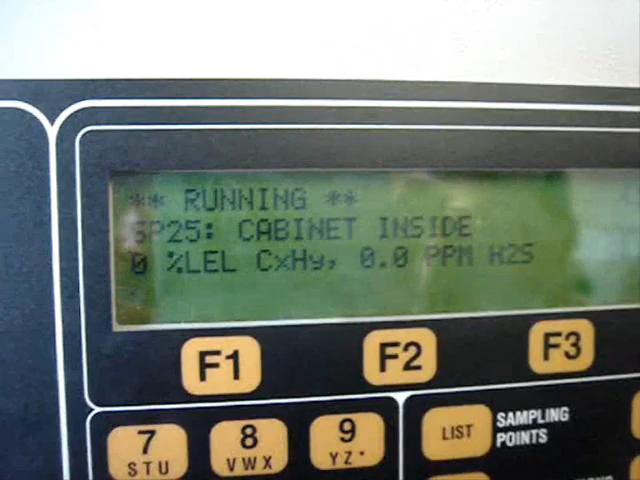 ** RUNNING **
SP25: CABINET INSIDE
0 %LEL CxHy, 0.0 PPM H2S
F1 F2 F3
7 8 9 LIST SAMPLING
STU VWX YZ* POINTS